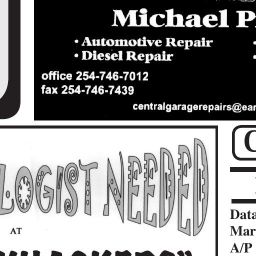 Michael P
• Automotive Repair
• Diesel Repair
office 254-746-7012
fax 254-746-7439
centralgaragerepairs@ear
LOGIST NEEDED
AT
Data
Mar
A/P